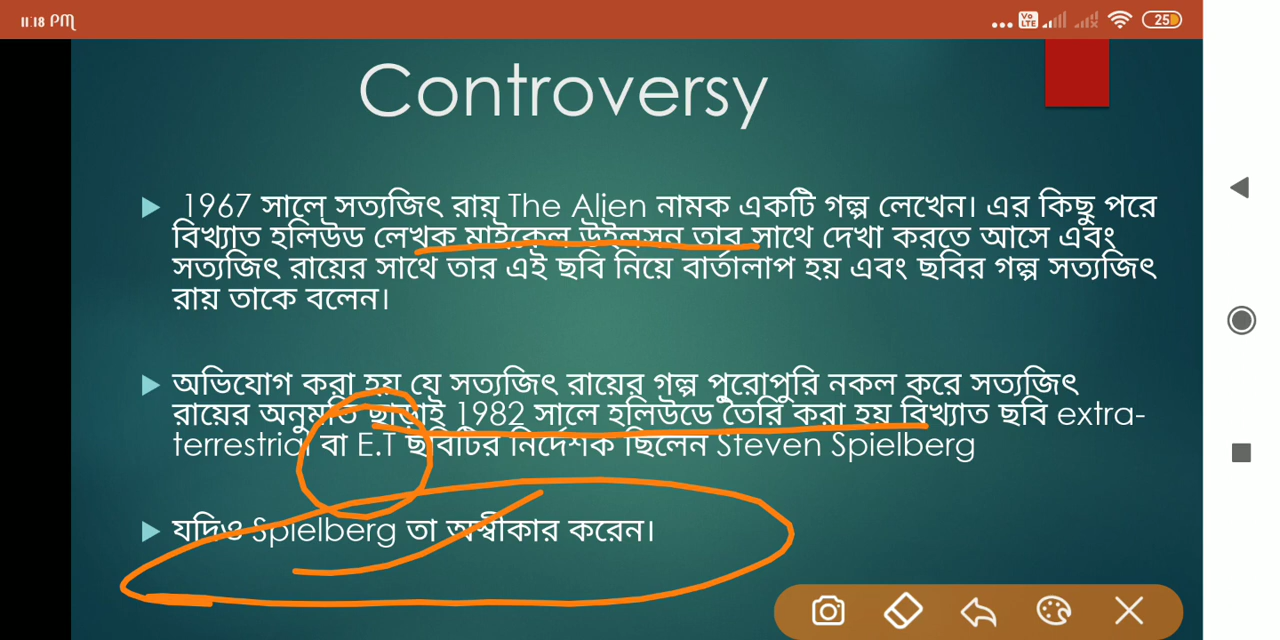 11:18 PM
Vo LTE
25
Controversy
1967 সালে সত্যজিৎ রায় The Alien নামক একটি গল্প লেখেন। এর কিছু পরে
বিখ্যাত হলিউড লেখক মাইকেল উইলসন তার সাথে দেখা করতে আসে এবং
সত্যজিৎ রায়ের সাথে তার এই ছবি নিয়ে বার্তালাপ হয় এবং ছবির গল্প সত্যজিৎ
রায় তাকে বলেন।
অভিযোগ করা হয় যে সত্যজিৎ রায়ের গল্প পুরোপুরি নকল করে সত্যজিৎ
রায়ের অনুমতি ছাড়াই 1982 সালে হলিউডে তৈরি করা হয় বিখ্যাত ছবি extra-
terrestrial বা E.T ছবিটির নির্দেশক ছিলেন Steven Spielberg
যদিও Spielberg তা অস্বীকার করেন।